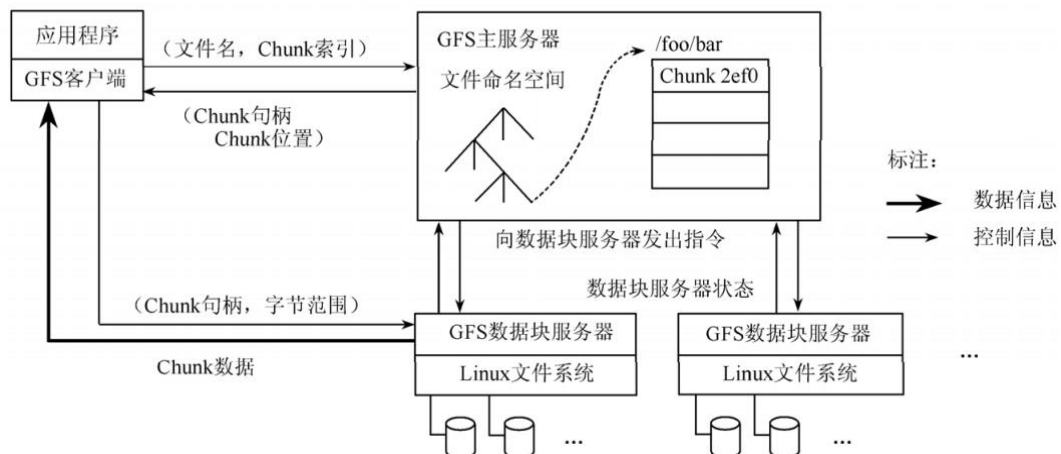 应用程序
GFS客户端
（文件名，Chunk索引）
（Chunk句柄
Chunk位置）
GFS主服务器
文件命名空间
/foo/bar
Chunk 2ef0
标注：
数据信息
控制信息
向数据块服务器发出指令
数据块服务器状态
（Chunk句柄，字节范围）
Chunk数据
GFS数据块服务器
Linux文件系统
...
GFS数据块服务器
Linux文件系统
...
...